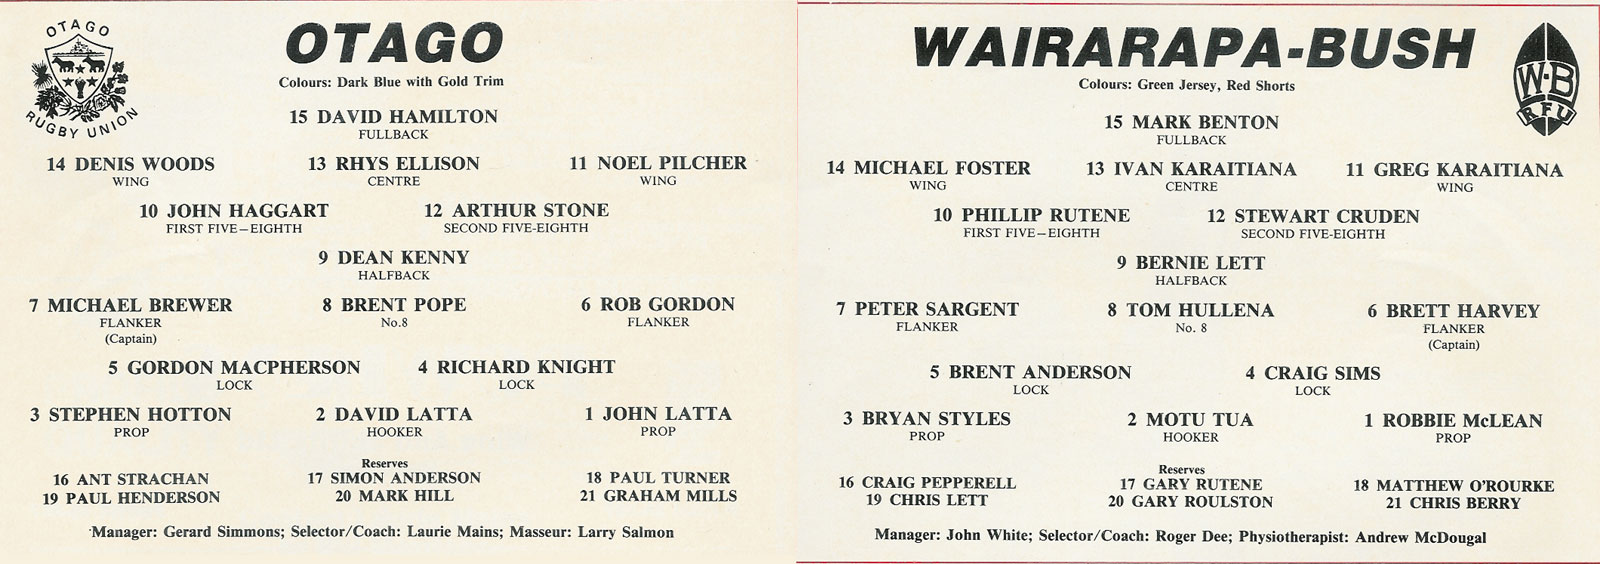 OTAGO
RUGBY UNION
OTAGO
Colours: Dark Blue with Gold Trim
15 DAVID HAMILTON
FULLBACK
14 DENIS WOODS 13 RHYS ELLISON 11 NOEL PILCHER
WING CENTRE WING
10 JOHN HAGGART 12 ARTHUR STONE
FIRST FIVE-EIGHTH SECOND FIVE-EIGHTH
9 DEAN KENNY
HALFBACK
7 MICHAEL BREWER 8 BRENT POPE 6 ROB GORDON
FLANKER No.8 FLANKER
(Captain)
5 GORDON MACPHERSON 4 RICHARD KNIGHT
LOCK LOCK
3 STEPHEN HOTTON 2 DAVID LATTA 1 JOHN LATTA
PROP HOOKER PROP
Reserves
16 ANT STRACHAN 17 SIMON ANDERSON 18 PAUL TURNER
19 PAUL HENDERSON 20 MARK HILL 21 GRAHAM MILLS
Manager: Gerard Simmons; Selector/Coach: Laurie Mains; Masseur: Larry Salmon
WAIRARAPA-BUSH
W-B
RFU
Colours: Green Jersey, Red Shorts
15 MARK BENTON
FULLBACK
14 MICHAEL FOSTER 13 IVAN KARAITIANA 11 GREG KARAITIANA
WING CENTRE WING
10 PHILLIP RUTENE 12 STEWART CRUDEN
FIRST FIVE-EIGHTH SECOND FIVE-EIGHTH
9 BERNIE LETT
HALFBACK
7 PETER SARGENT 8 TOM HULLENA 6 BRETT HARVEY
FLANKER No. 8 FLANKER
(Captain)
5 BRENT ANDERSON 4 CRAIG SIMS
LOCK LOCK
3 BRYAN STYLES 2 MOTU TUA 1 ROBBIE McLEAN
PROP HOOKER PROP
Reserves
16 CRAIG PEPPERELL 17 GARY RUTENE 18 MATTHEW O'ROURKE
19 CHRIS LETT 20 GARY ROULSTON 21 CHRIS BERRY
Manager: John White; Selector/Coach: Roger Dee; Physiotherapist: Andrew McDougal